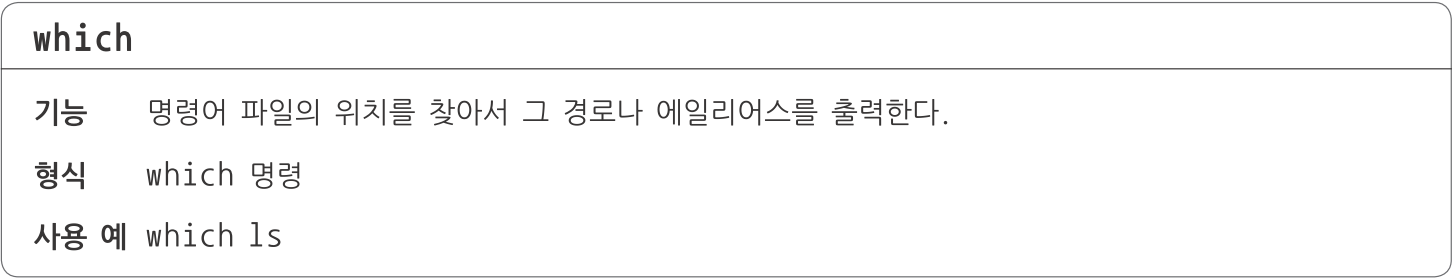 which
기능 명령어 파일의 위치를 찾아서 그 경로나 에일리어스를 출력한다.
형식 which 명령
사용 예 which ls